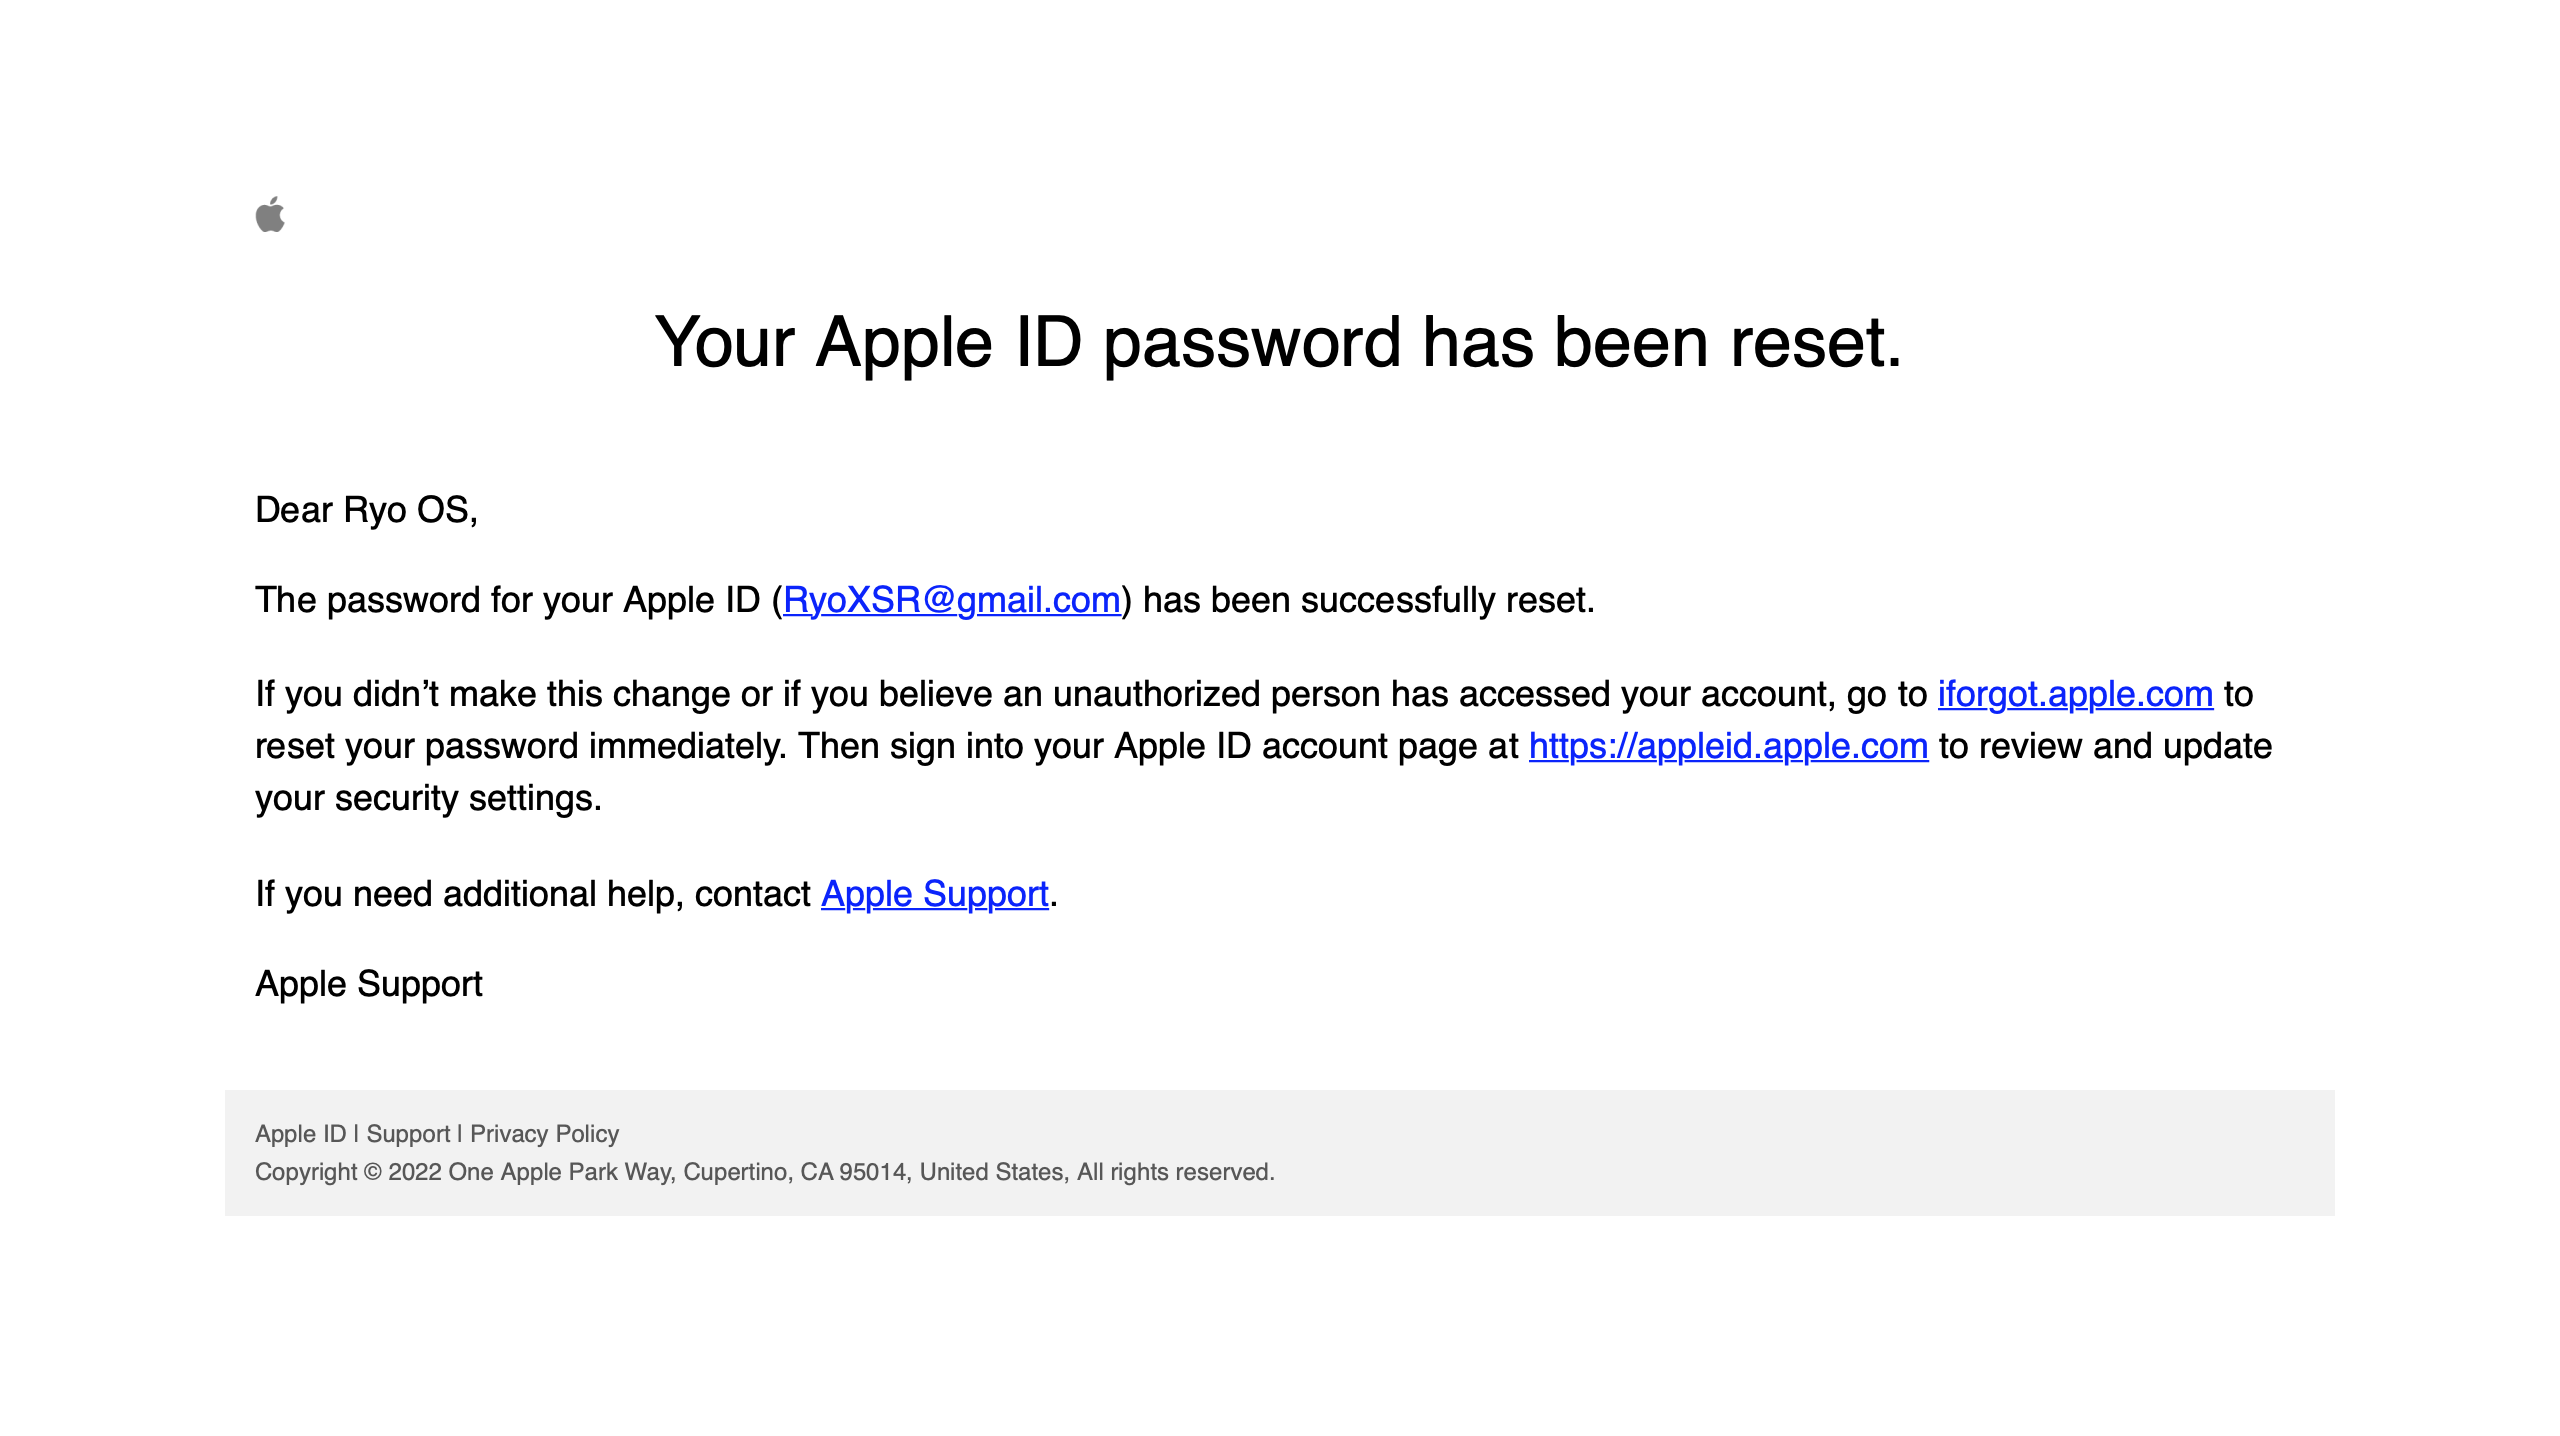 Your Apple ID password has been reset.
Dear Ryo OS,
The password for your Apple ID (RyoXSR@gmail.com) has been successfully reset.
If you didn’t make this change or if you believe an unauthorized person has accessed your account, go to iforgot.apple.com to
reset your password immediately. Then sign into your Apple ID account page at https://appleid.apple.com to review and update
your security settings.
If you need additional help, contact Apple Support.
Apple Support
Apple ID | Support | Privacy Policy
Copyright © 2022 One Apple Park Way, Cupertino, CA 95014, United States, All rights reserved.